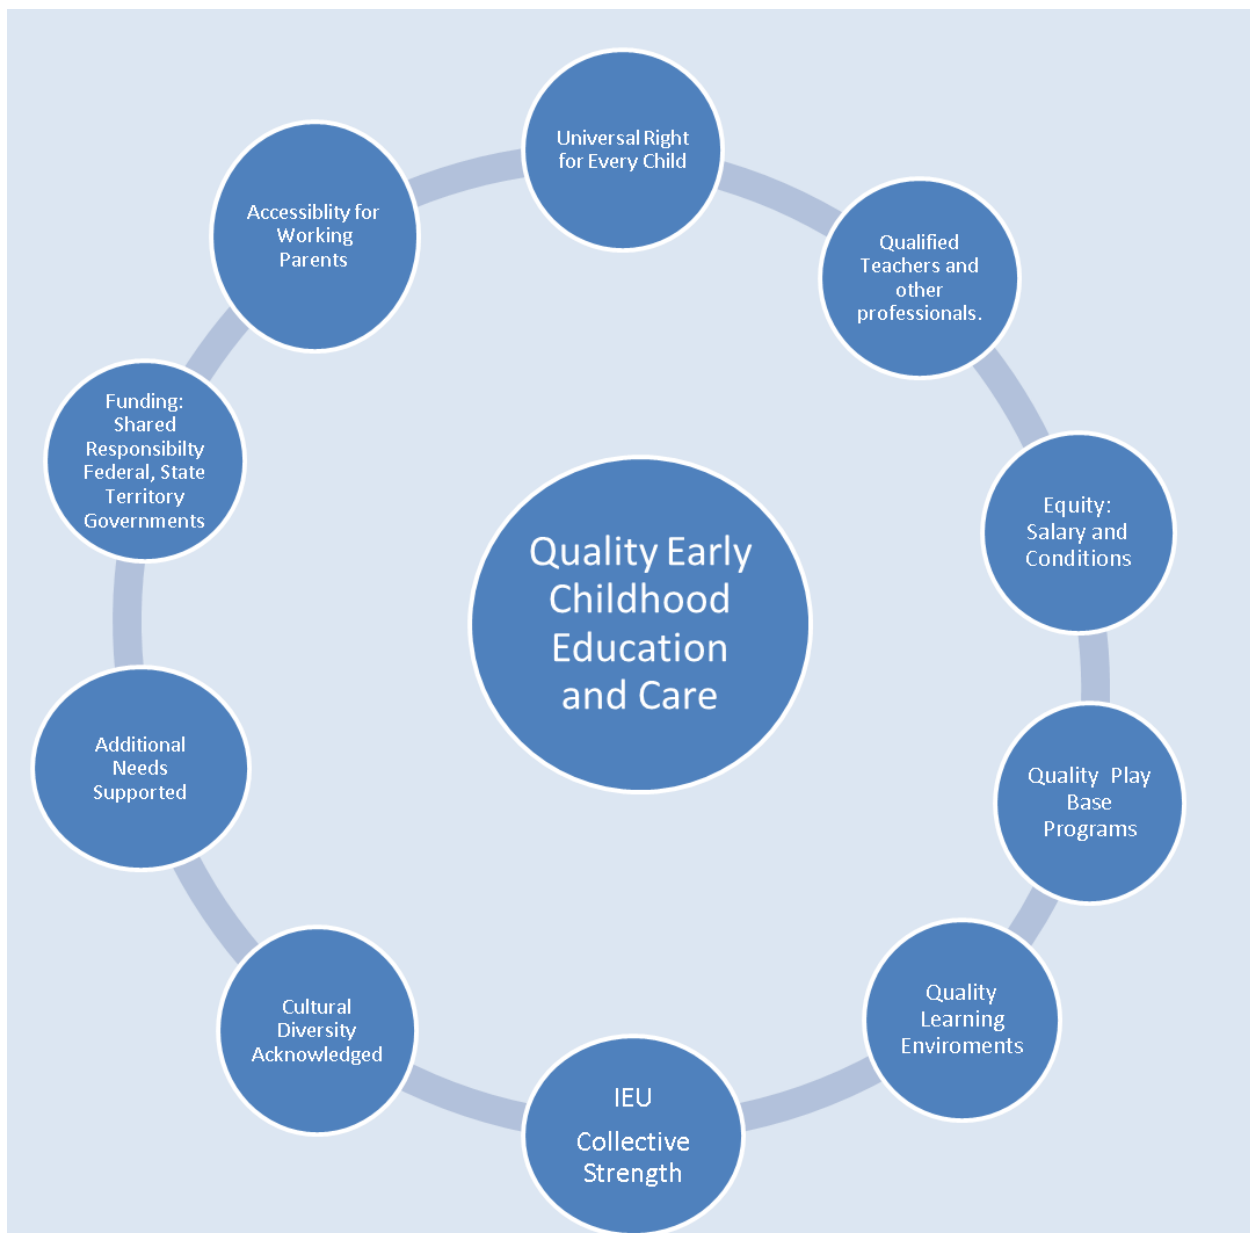 Universal Right
for Every Child
Qualified
Teachers and
other
professionals.
Equity:
Salary and
Conditions
Quality Play
Base
Programs
Quality
Learning
Enviroments
IEU
Collective
Strength
Cultural
Diversity
Acknowledged
Additional
Needs
Supported
Funding:
Shared
Responsibilty
Federal, State
Territory
Governments
Accessiblity for
Working
Parents
Quality Early
Childhood
Education
and Care